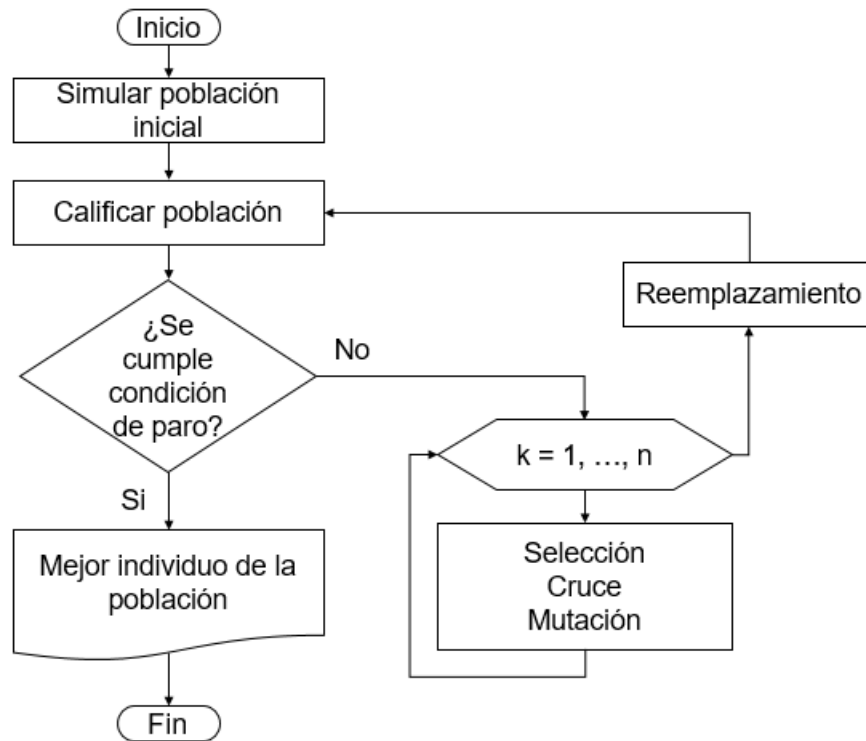 Inicio
Simular población
inicial
Calificar población
¿Se
cumple
condición
de paro?
No
Si
Mejor individuo de la
población
Fin
k = 1, ..., n
Selección
Cruce
Mutación
Reemplazamiento